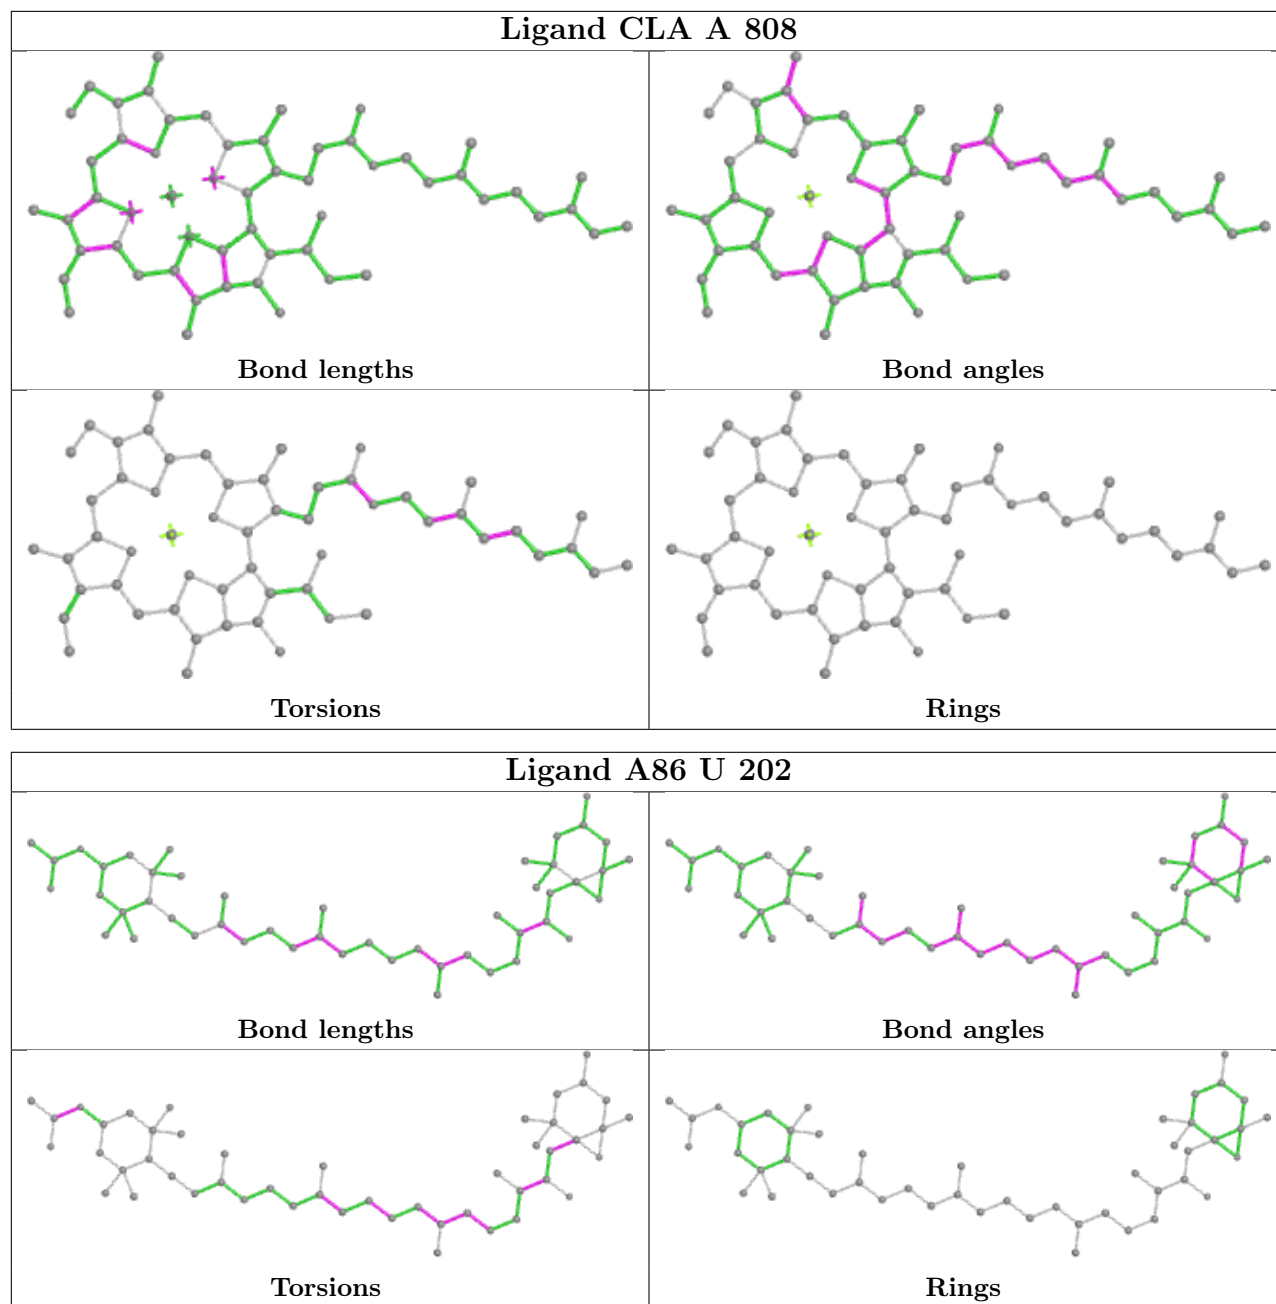 Ligand CLA A 808
Bond lengths
Bond angles
Torsions
Rings
Ligand A86 U 202
Bond lengths
Bond angles
Torsions
Rings